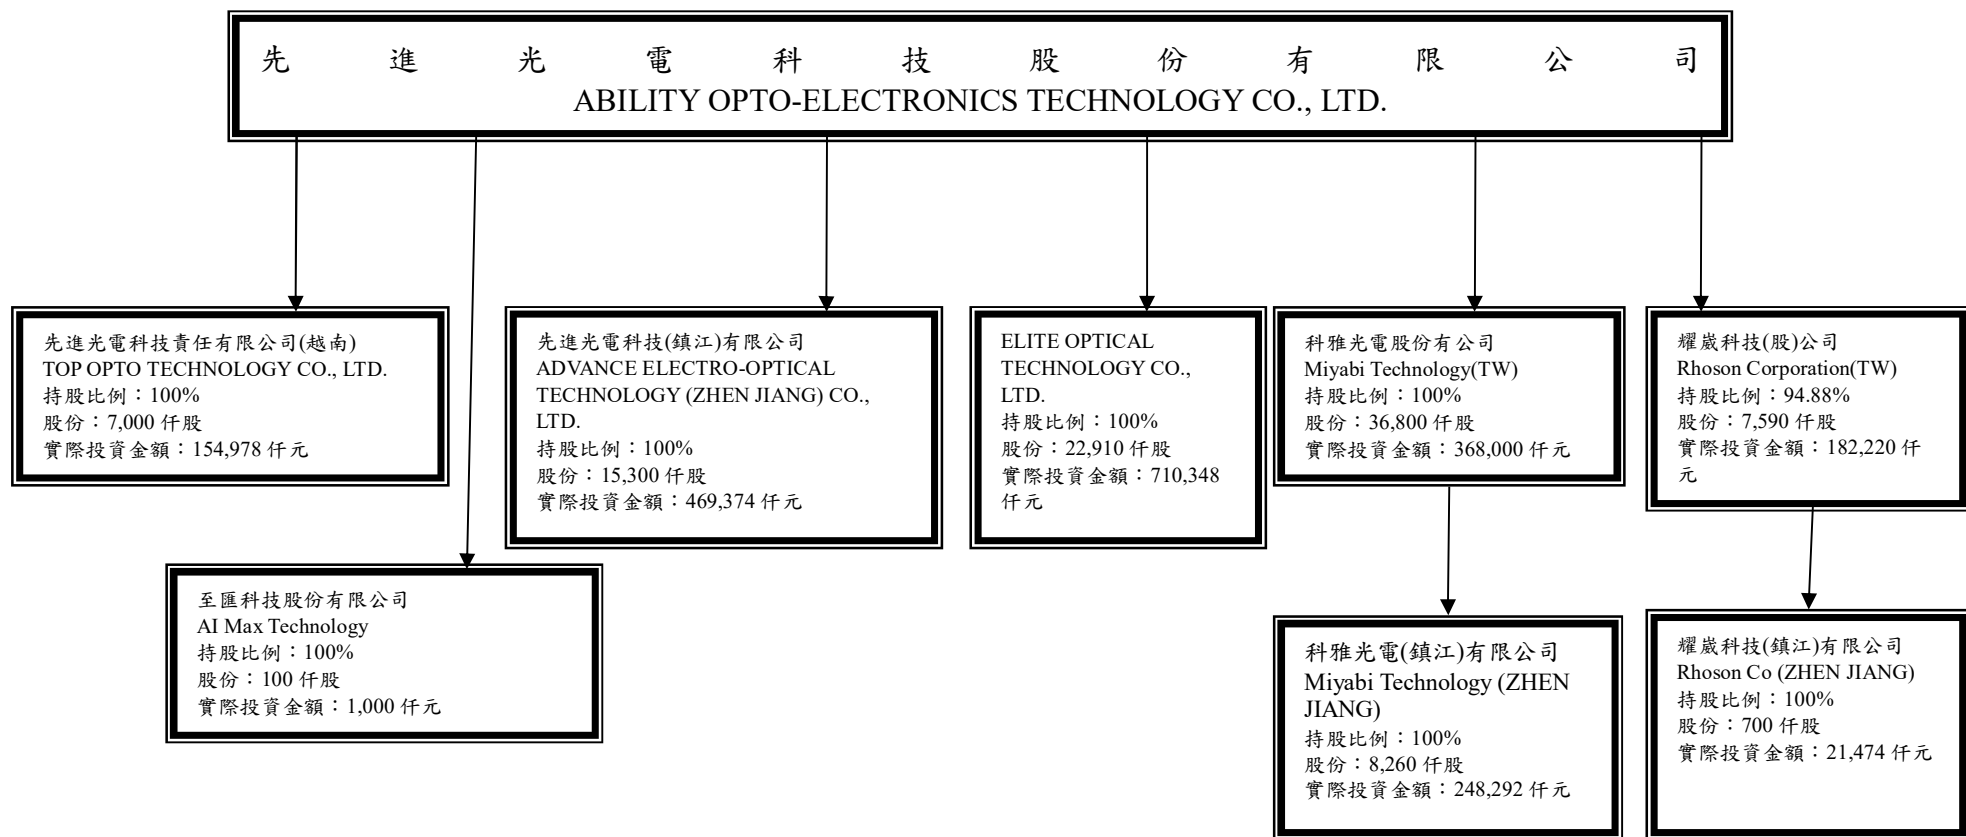 先進光電科技股份有限公司
ABILITY OPTO-ELECTRONICS TECHNOLOGY CO., LTD.
先進光電科技責任有限公司(越南)
TOP OPTO TECHNOLOGY CO., LTD.
持股比例：100%
股份：7,000 仟股
實際投資金額：154,978 仟元
先進光電科技(鎮江)有限公司
ADVANCE ELECTRO-OPTICAL
TECHNOLOGY (ZHEN JIANG) CO.,
LTD.
持股比例：100%
股份：15,300 仟股
實際投資金額：469,374 仟元
ELITE OPTICAL
TECHNOLOGY CO.,
LTD.
持股比例：100%
股份：22,910 仟股
實際投資金額：710,348
仟元
科雅光電股份有公司
Miyabi Technology(TW)
持股比例：100%
股份：36,800 仟股
實際投資金額：368,000 仟元
耀崴科技(股)公司
Rhoson Corporation(TW)
持股比例：94.88%
股份：7,590 仟股
實際投資金額：182,220 仟
元
至匯科技股份有限公司
AI Max Technology
持股比例：100%
股份：100 仟股
實際投資金額：1,000 仟元
科雅光電(鎮江)有限公司
Miyabi Technology (ZHEN
JIANG)
持股比例：100%
股份：8,260 仟股
實際投資金額：248,292 仟元
耀崴科技(鎮江)有限公司
Rhoson Co (ZHEN JIANG)
持股比例：100%
股份：700 仟股
實際投資金額：21,474 仟元